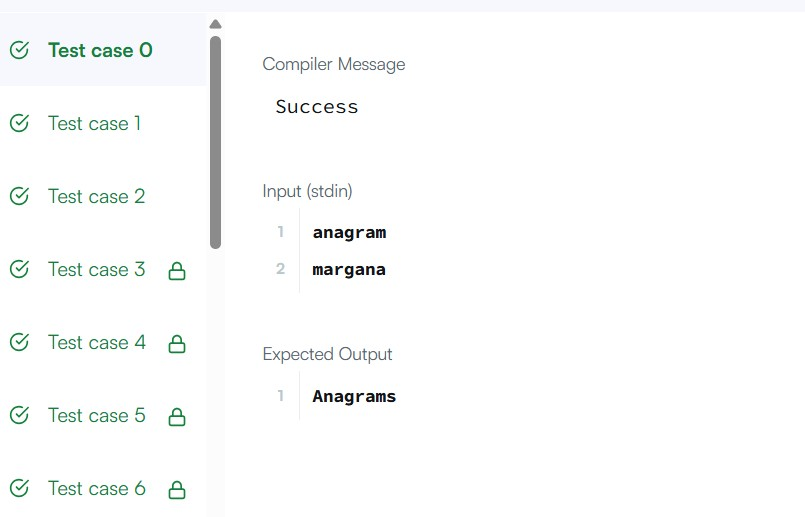 Test case 0
Test case 1
Test case 2
Test case 3
Test case 4
Test case 5
Test case 6
Compiler Message
Success
Input (stdin)
1 anagram
2 margana
Expected Output
1 Anagrams